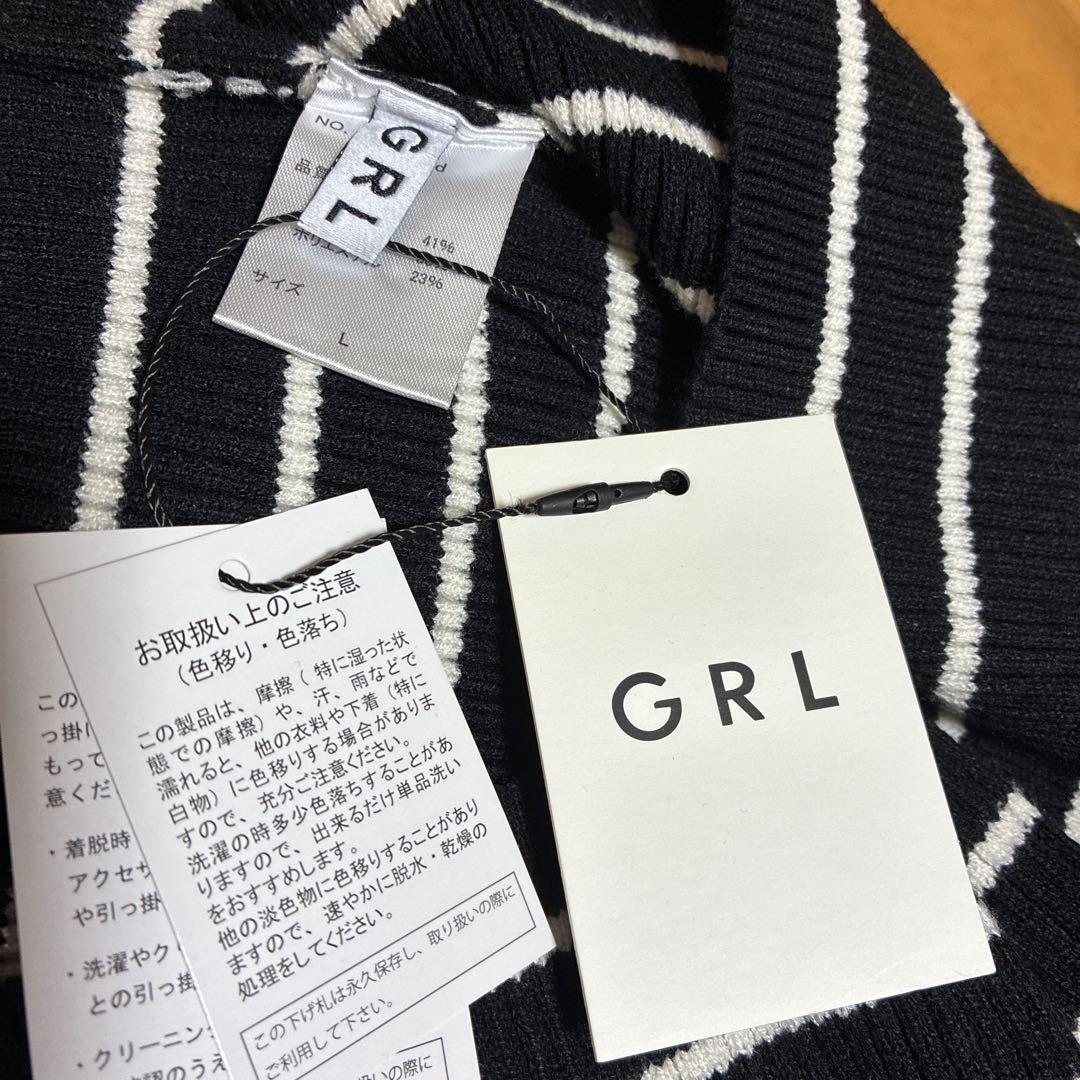 NO.
品
GRL
41%
23%
サイズ
L
GRL
お取扱い上のご注意
(色移り・色落ち)
この製品は、摩擦(特に湿った状
態での摩擦)や、汗、雨などで
濡れると、他の衣料や下着(特に
白物)に色移りする場合がありま
すので、充分ご注意ください。
洗濯の時多少色落ちすることがあ
りますので、出来るだけ単品洗い
をおすすめします。
他の淡色物に色移りすることがあり
ますので、速やかに脱水・乾燥の
処理をしてください。
この下げ札は永久保存し、取り扱いの際に
ご利用して下さい。
この
っ掛
もって
意くだ
・着脱時
アクセサ
や引っ掛
・洗濯やク
との引っ掛
・クリーニン
確認のうえ
扱いの際に